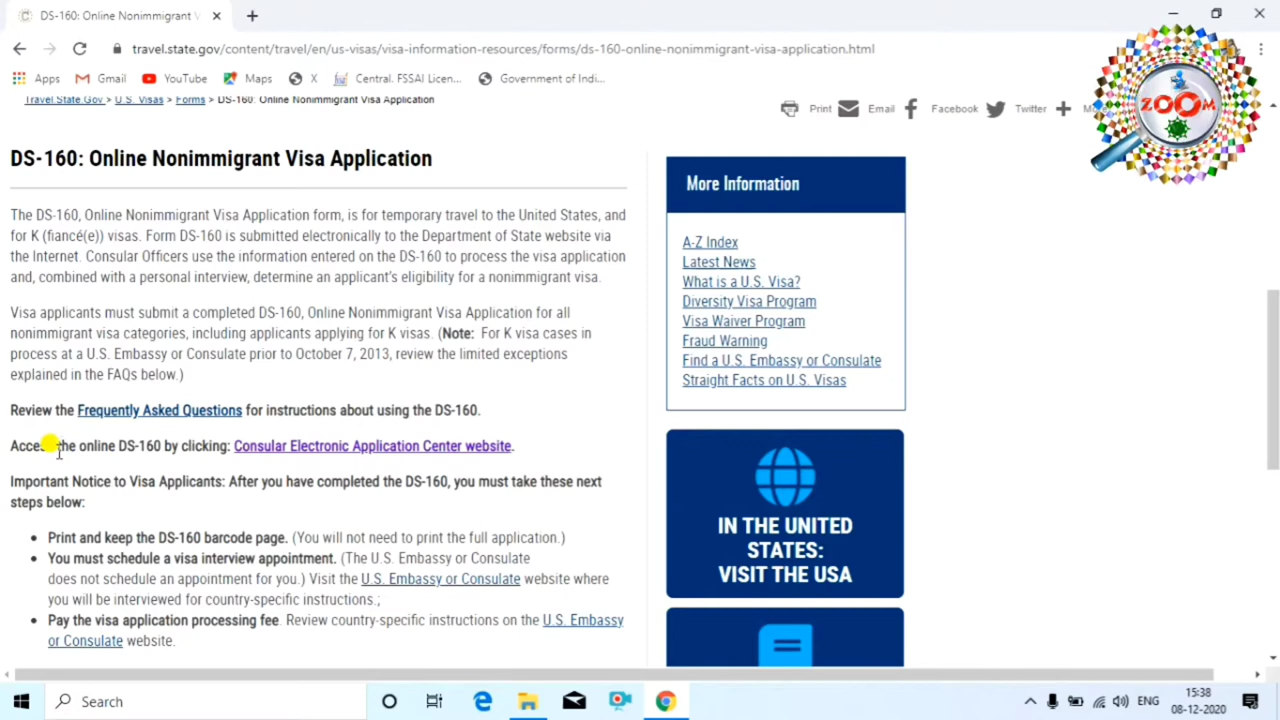 DS-160: Online Nonimmigrant V
travel.state.gov/content/travel/en/us-visas/visa-information-resources/forms/ds-160-online-nonimmigrant-visa-application.html
Apps Gmail YouTube Maps X Central. FSSAI Licen... Government of Indi...
Travel.State.Gov > U.S. Visas > Forms > DS-160: Online Nonimmigrant Visa Application
Print Email Facebook Twitter
ZOOM
DS-160: Online Nonimmigrant Visa Application
The DS-160, Online Nonimmigrant Visa Application form, is for temporary travel to the United States, and
for K (fiancé(e)) visas. Form DS-160 is submitted electronically to the Department of State website via
the Internet. Consular Officers use the information entered on the DS-160 to process the visa application
and, combined with a personal interview, determine an applicant's eligibility for a nonimmigrant visa.
Visa applicants must submit a completed DS-160, Online Nonimmigrant Visa Application for all
nonimmigrant visa categories, including applicants applying for K visas. (Note: For K visa cases in
process at a U.S. Embassy or Consulate prior to October 7, 2013, review the limited exceptions
explained in the FAQs below.)
Review the Frequently Asked Questions for instructions about using the DS-160.
Access the online DS-160 by clicking: Consular Electronic Application Center website.
Important Notice to Visa Applicants: After you have completed the DS-160, you must take these next
steps below:
• Print and keep the DS-160 barcode page. (You will not need to print the full application.)
• You must schedule a visa interview appointment. (The U.S. Embassy or Consulate
does not schedule an appointment for you.) Visit the U.S. Embassy or Consulate website where
you will be interviewed for country-specific instructions.;
• Pay the visa application processing fee. Review country-specific instructions on the U.S. Embassy
or Consulate website.
More Information
A-Z Index
Latest News
What is a U.S. Visa?
Diversity Visa Program
Visa Waiver Program
Fraud Warning
Find a U.S. Embassy or Consulate
Straight Facts on U.S. Visas
IN THE UNITED
STATES:
VISIT THE USA
Search
ENG
15:38
08-12-2020